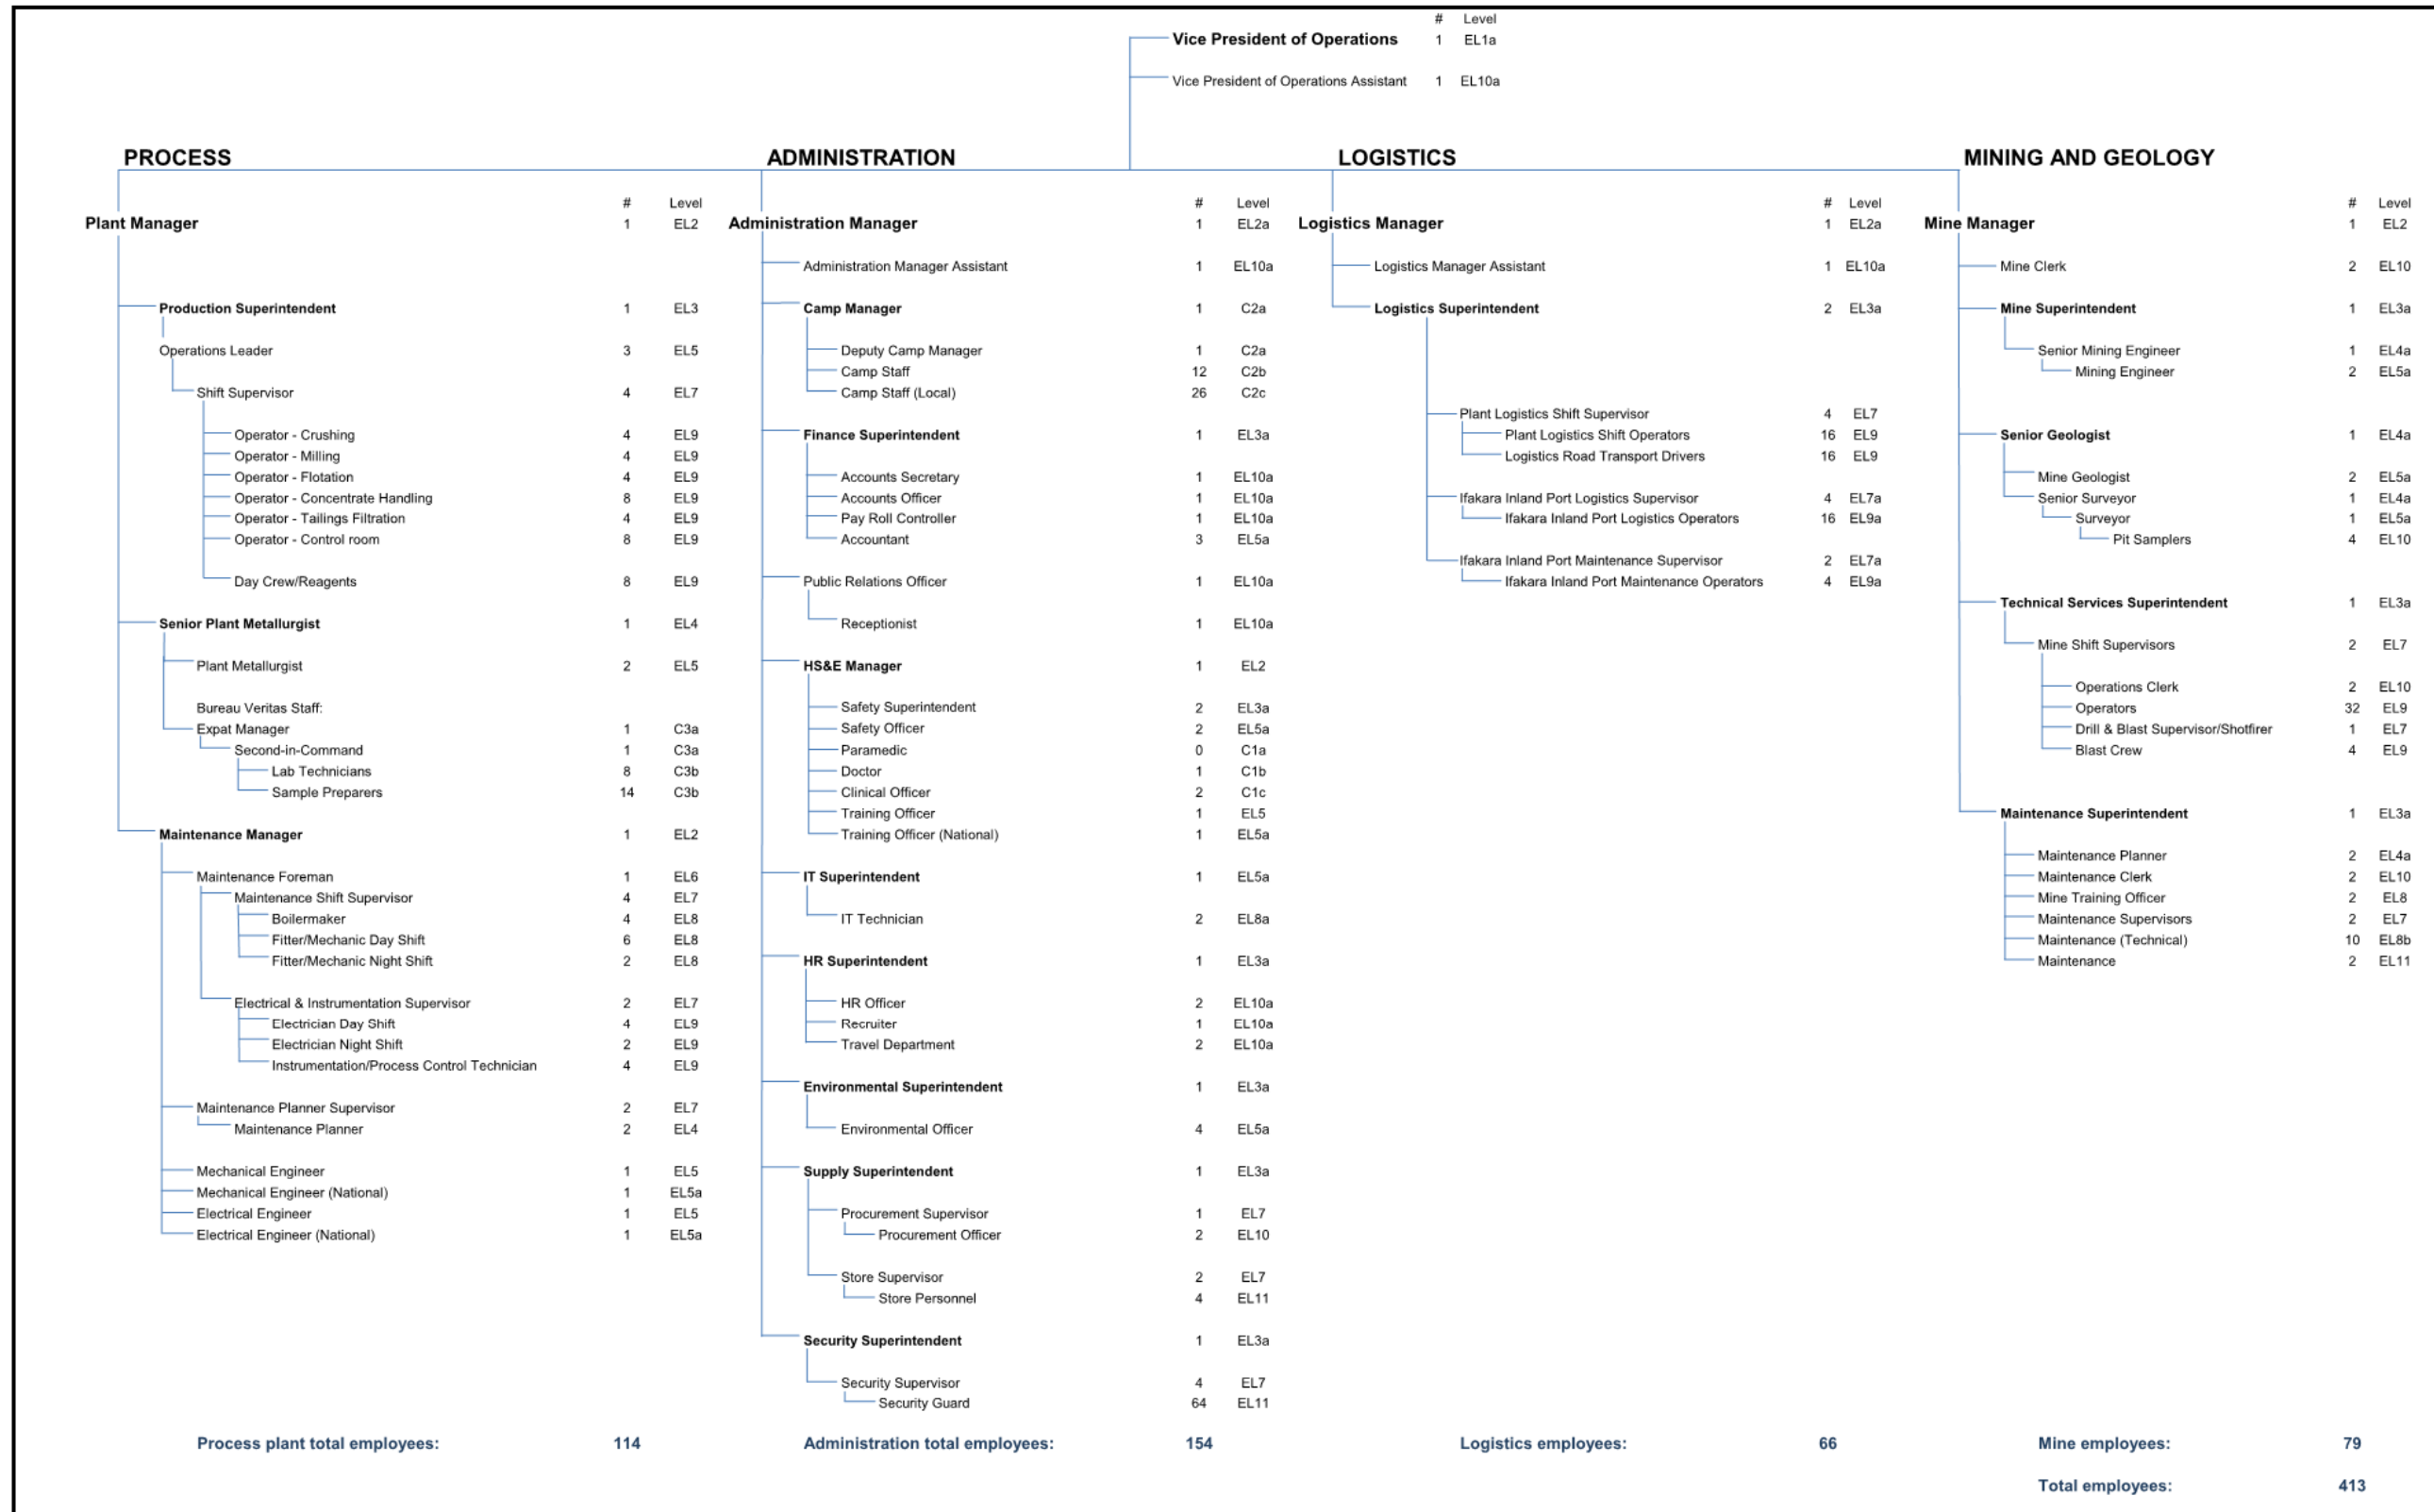 # Level
Vice President of Operations 1 EL1a
Vice President of Operations Assistant 1 EL10a
PROCESS
# Level
Plant Manager 1 EL2
Production Superintendent 1 EL3
Operations Leader 3 EL5
Shift Supervisor 4 EL7
Operator - Crushing 4 EL9
Operator - Milling 4 EL9
Operator - Flotation 4 EL9
Operator - Concentrate Handling 8 EL9
Operator - Tailings Filtration 4 EL9
Operator - Control room 8 EL9
Day Crew/Reagents 8 EL9
Senior Plant Metallurgist 1 EL4
Plant Metallurgist 2 EL5
Bureau Veritas Staff:
Expat Manager 1 C3a
Second-in-Command 1 C3a
Lab Technicians 8 C3b
Sample Preparers 14 C3b
Maintenance Manager 1 EL2
Maintenance Foreman 1 EL6
Maintenance Shift Supervisor 4 EL7
Boilermaker 4 EL8
Fitter/Mechanic Day Shift 6 EL8
Fitter/Mechanic Night Shift 2 EL8
Electrical & Instrumentation Supervisor 2 EL7
Electrician Day Shift 4 EL9
Electrician Night Shift 2 EL9
Instrumentation/Process Control Technician 4 EL9
Maintenance Planner Supervisor 2 EL7
Maintenance Planner 2 EL4
Mechanical Engineer 1 EL5
Mechanical Engineer (National) 1 EL5a
Electrical Engineer 1 EL5
Electrical Engineer (National) 1 EL5a
Process plant total employees: 114
ADMINISTRATION
# Level
Administration Manager 1 EL2a
Administration Manager Assistant 1 EL10a
Camp Manager 1 C2a
Deputy Camp Manager 1 C2a
Camp Staff 12 C2b
Camp Staff (Local) 26 C2c
Finance Superintendent 1 EL3a
Accounts Secretary 1 EL10a
Accounts Officer 1 EL10a
Pay Roll Controller 1 EL10a
Accountant 3 EL5a
Public Relations Officer 1 EL10a
Receptionist 1 EL10a
HS&E Manager 1 EL2
Safety Superintendent 2 EL3a
Safety Officer 2 EL5a
Paramedic 0 C1a
Doctor 1 C1b
Clinical Officer 2 C1c
Training Officer 1 EL5
Training Officer (National) 1 EL5a
IT Superintendent 1 EL5a
IT Technician 2 EL8a
HR Superintendent 1 EL3a
HR Officer 2 EL10a
Recruiter 1 EL10a
Travel Department 2 EL10a
Environmental Superintendent 1 EL3a
Environmental Officer 4 EL5a
Supply Superintendent 1 EL3a
Procurement Supervisor 1 EL7
Procurement Officer 2 EL10
Store Supervisor 2 EL7
Store Personnel 4 EL11
Security Superintendent 1 EL3a
Security Supervisor 4 EL7
Security Guard 64 EL11
Administration total employees: 154
LOGISTICS
# Level
Logistics Manager 1 EL2a
Logistics Manager Assistant 1 EL10a
Logistics Superintendent 2 EL3a
Plant Logistics Shift Supervisor 4 EL7
Plant Logistics Shift Operators 16 EL9
Logistics Road Transport Drivers 16 EL9
Ifakara Inland Port Logistics Supervisor 4 EL7a
Ifakara Inland Port Logistics Operators 16 EL9a
Ifakara Inland Port Maintenance Supervisor 2 EL7a
Ifakara Inland Port Maintenance Operators 4 EL9a
Logistics employees: 66
MINING AND GEOLOGY
# Level
Mine Manager 1 EL2
Mine Clerk 2 EL10
Mine Superintendent 1 EL3a
Senior Mining Engineer 1 EL4a
Mining Engineer 2 EL5a
Senior Geologist 1 EL4a
Mine Geologist 2 EL5a
Senior Surveyor 1 EL4a
Surveyor 1 EL5a
Pit Samplers 4 EL10
Technical Services Superintendent 1 EL3a
Mine Shift Supervisors 2 EL7
Operations Clerk 2 EL10
Operators 32 EL9
Drill & Blast Supervisor/Shotfirer 1 EL7
Blast Crew 4 EL9
Maintenance Superintendent 1 EL3a
Maintenance Planner 2 EL4a
Maintenance Clerk 2 EL10
Mine Training Officer 2 EL8
Maintenance Supervisors 2 EL7
Maintenance (Technical) 10 EL8b
Maintenance 2 EL11
Mine employees: 79
Total employees: 413